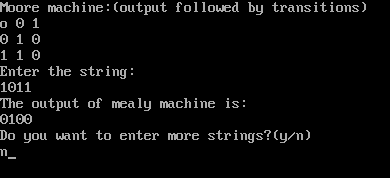 Moore machine:(output followed by transitions)
o 0 1
0 1 0
1 1 0
Enter the string:
1011
The output of mealy machine is:
0100
Do you want to enter more strings?(y/n)
n_